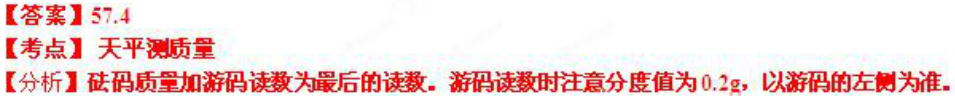 【答案】57.4
【考点】 天平测质量
【分析】砝码质量加游码读数为最后的读数。游码读数时注意分度值为0.2g，以游码的左侧为准。